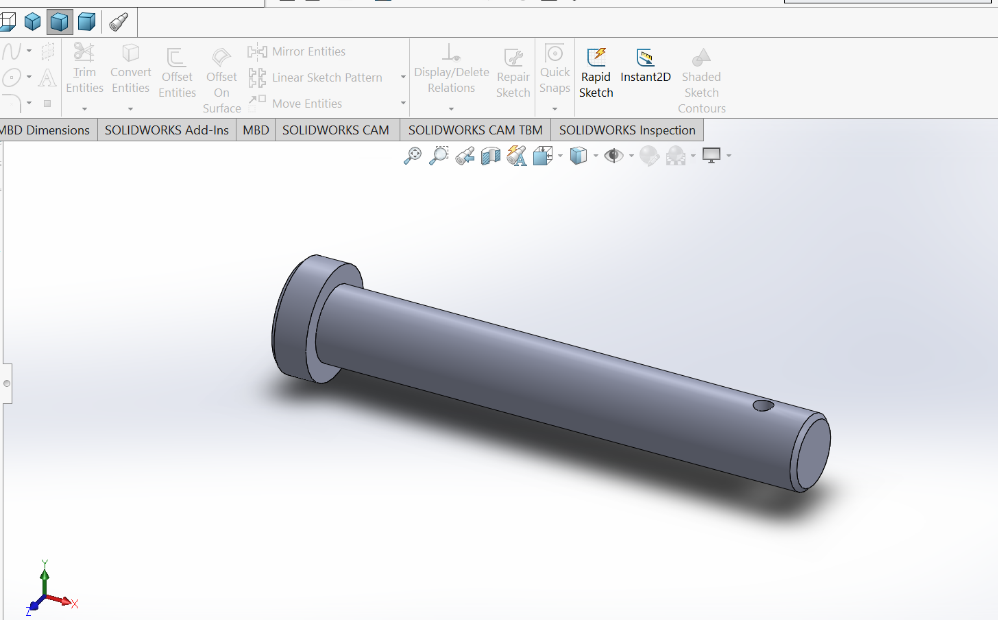 Trim Entities
Convert Entities
Offset Entities
Offset On Surface
Mirror Entities
Linear Sketch Pattern
Move Entities
Display/Delete Relations
Repair Sketch
Quick Snaps
Rapid Sketch
Instant2D
Shaded Sketch Contours
MBD Dimensions
SOLIDWORKS Add-Ins
MBD
SOLIDWORKS CAM
SOLIDWORKS CAM TBM
SOLIDWORKS Inspection
Y
X
Z